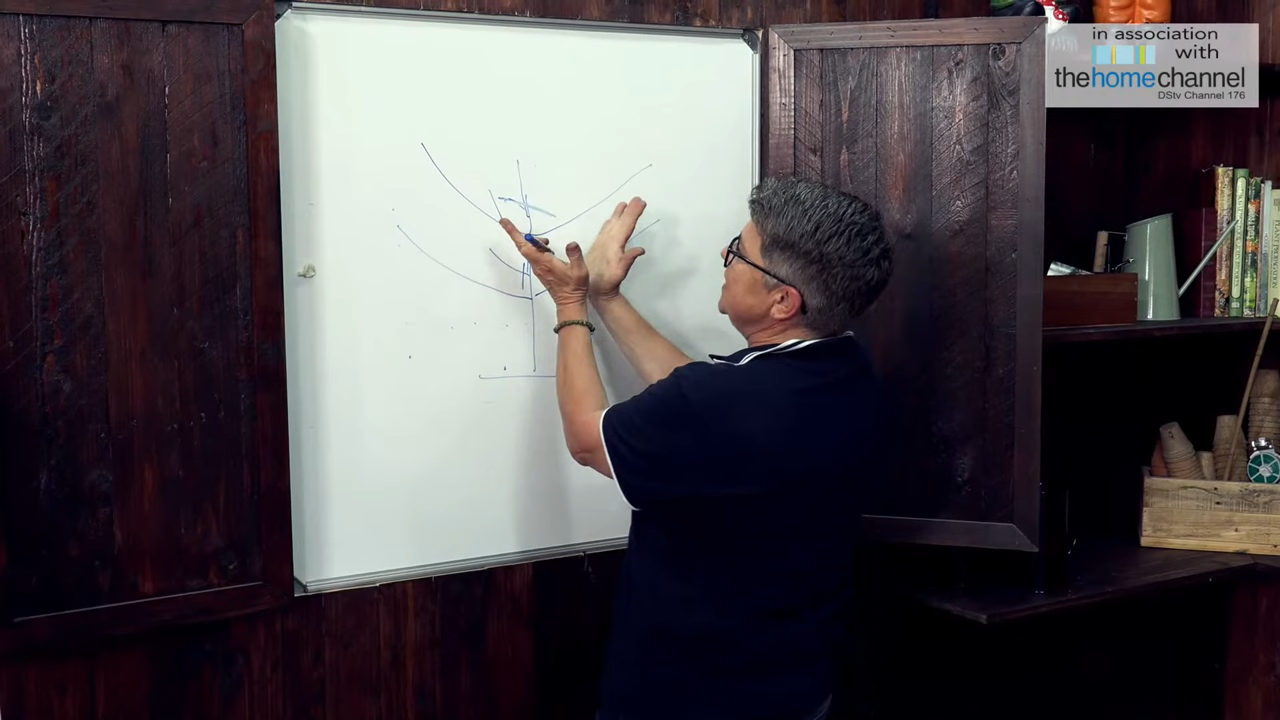 in association
with
thehomechannel
DStv Channel 176